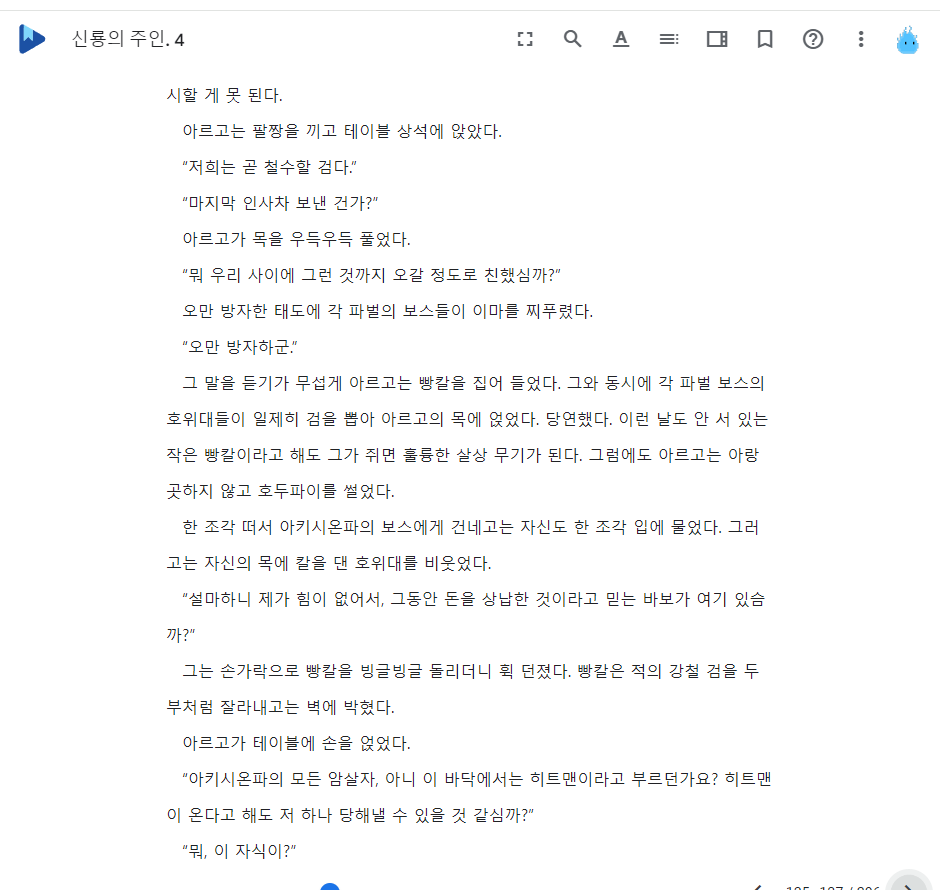 신룡의 주인. 4
시할 게 못 된다.
아르고는 팔짱을 끼고 테이블 상석에 앉았다.
"저희는 곧 철수할 검다."
"마지막 인사차 보낸 건가?"
아르고가 목을 우득우득 풀었다.
"뭐 우리 사이에 그런 것까지 오갈 정도로 친했심까?"
오만 방자한 태도에 각 파벌의 보스들이 이마를 찌푸렸다.
"오만 방자하군."
그 말을 듣기가 무섭게 아르고는 빵칼을 집어 들었다. 그와 동시에 각 파벌 보스의
호위대들이 일제히 검을 뽑아 아르고의 목에 얹었다. 당연했다. 이런 날도 안 서 있는
작은 빵칼이라고 해도 그가 쥐면 훌륭한 살상 무기가 된다. 그럼에도 아르고는 아랑
곳하지 않고 호두파이를 썰었다.
한 조각 떠서 아키시온파의 보스에게 건네고는 자신도 한 조각 입에 물었다. 그러
고는 자신의 목에 칼을 댄 호위대를 비웃었다.
"설마하니 제가 힘이 없어서, 그동안 돈을 상납한 것이라고 믿는 바보가 여기 있슴
까?"
그는 손가락으로 빵칼을 빙글빙글 돌리더니 휙 던졌다. 빵칼은 적의 강철 검을 두
부처럼 잘라내고는 벽에 박혔다.
아르고가 테이블에 손을 얹었다.
"아키시온파의 모든 암살자, 아니 이 바닥에서는 히트맨이라고 부르던가요? 히트맨
이 온다고 해도 저 하나 당해낼 수 있을 것 같심까?"
"뭐, 이 자식이?"